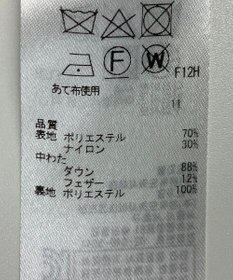 F W F12H
あて布使用
11
品質
表地 ポリエステル 70%
ナイロン 30%
中わた
ダウン 88%
フェザー 12%
裏地 ポリエステル 100%